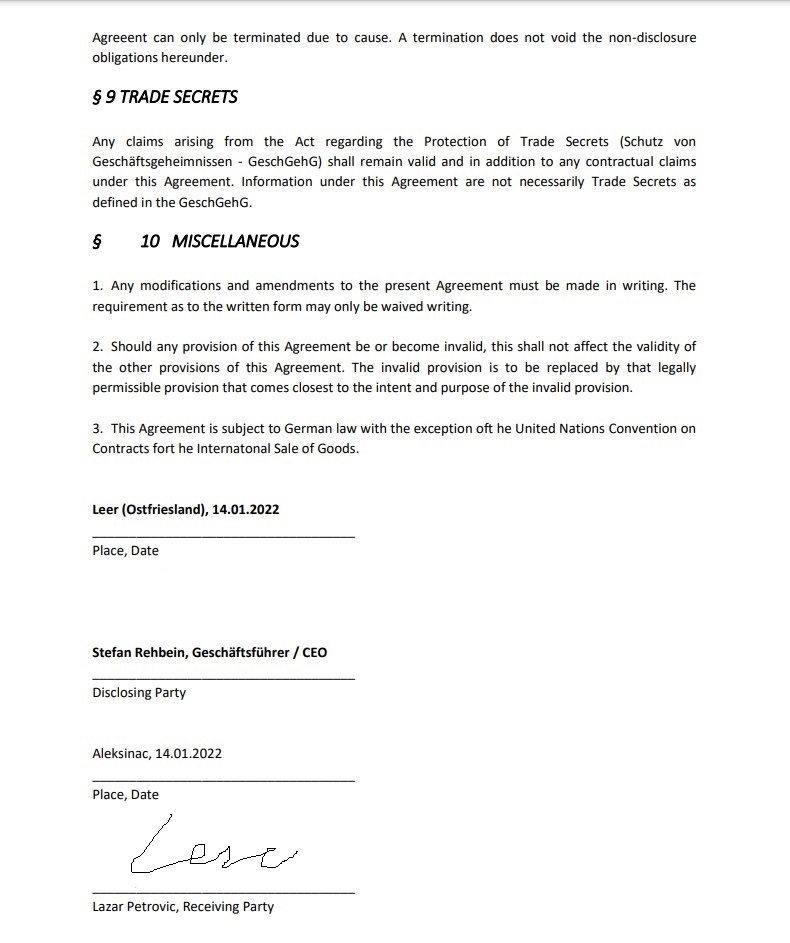 Agreeent can only be terminated due to cause. A termination does not void the non-disclosure
obligations hereunder.
§ 9 TRADE SECRETS
Any claims arising from the Act regarding the Protection of Trade Secrets (Schutz von
Geschäftsgeheimnissen - GeschGehG) shall remain valid and in addition to any contractual claims
under this Agreement. Information under this Agreement are not necessarily Trade Secrets as
defined in the GeschGehG.
§ 10 MISCELLANEOUS
1. Any modifications and amendments to the present Agreement must be made in writing. The
requirement as to the written form may only be waived writing.
2. Should any provision of this Agreement be or become invalid, this shall not affect the validity of
the other provisions of this Agreement. The invalid provision is to be replaced by that legally
permissible provision that comes closest to the intent and purpose of the invalid provision.
3. This Agreement is subject to German law with the exception oft he United Nations Convention on
Contracts fort he Internatonal Sale of Goods.
Leer (Ostfriesland), 14.01.2022
Place, Date
Stefan Rehbein, Geschäftsführer / CEO
Disclosing Party
Aleksinac, 14.01.2022
Place, Date
Lazar Petrovic, Receiving Party